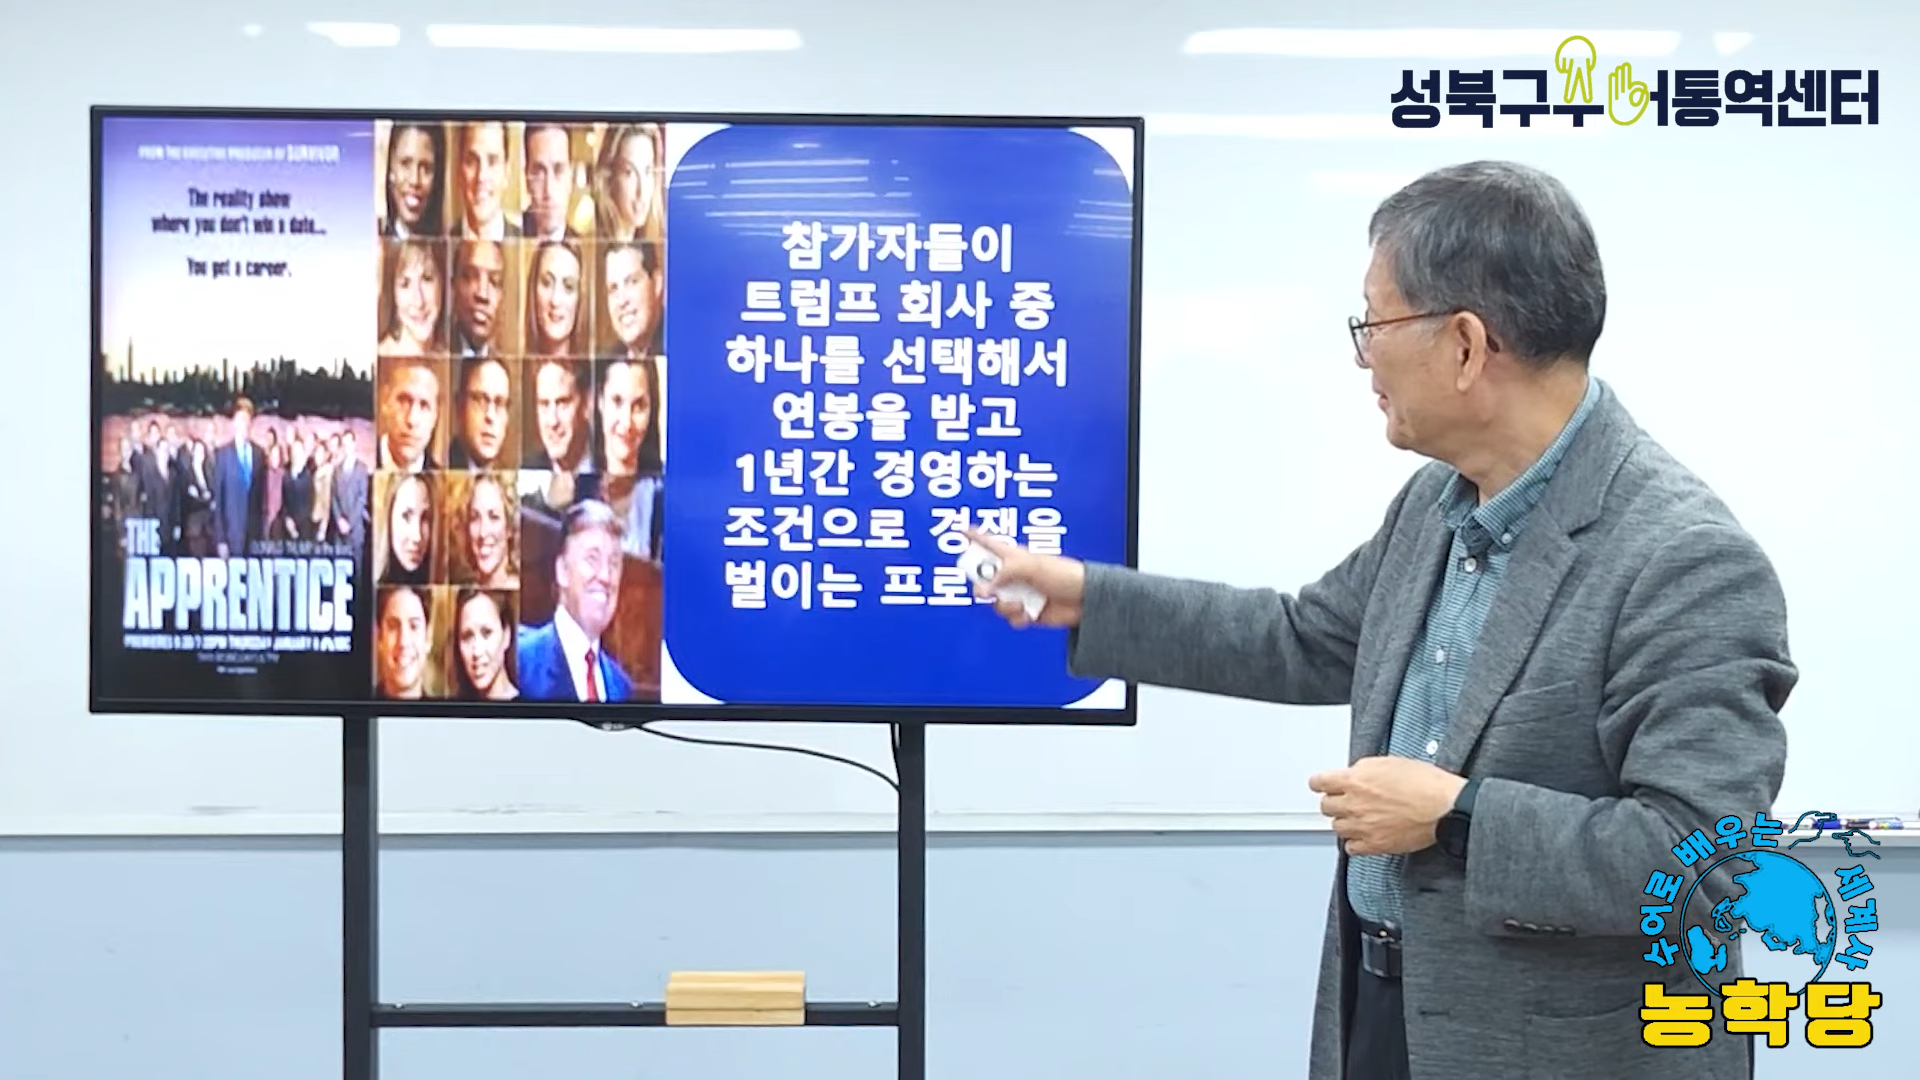 성북구수어통역센터
FROM THE EXECUTIVE PRODUCER OF SURVIVOR
The reality show
where you don't win a date...
You get a career.
THE
APPRENTICE
참가자들이
트럼프 회사 중
하나를 선택해서
연봉을 받고
1년간 경영하는
조건으로 경쟁을
벌이는 프로
수어로 배우는 세계사
농학당